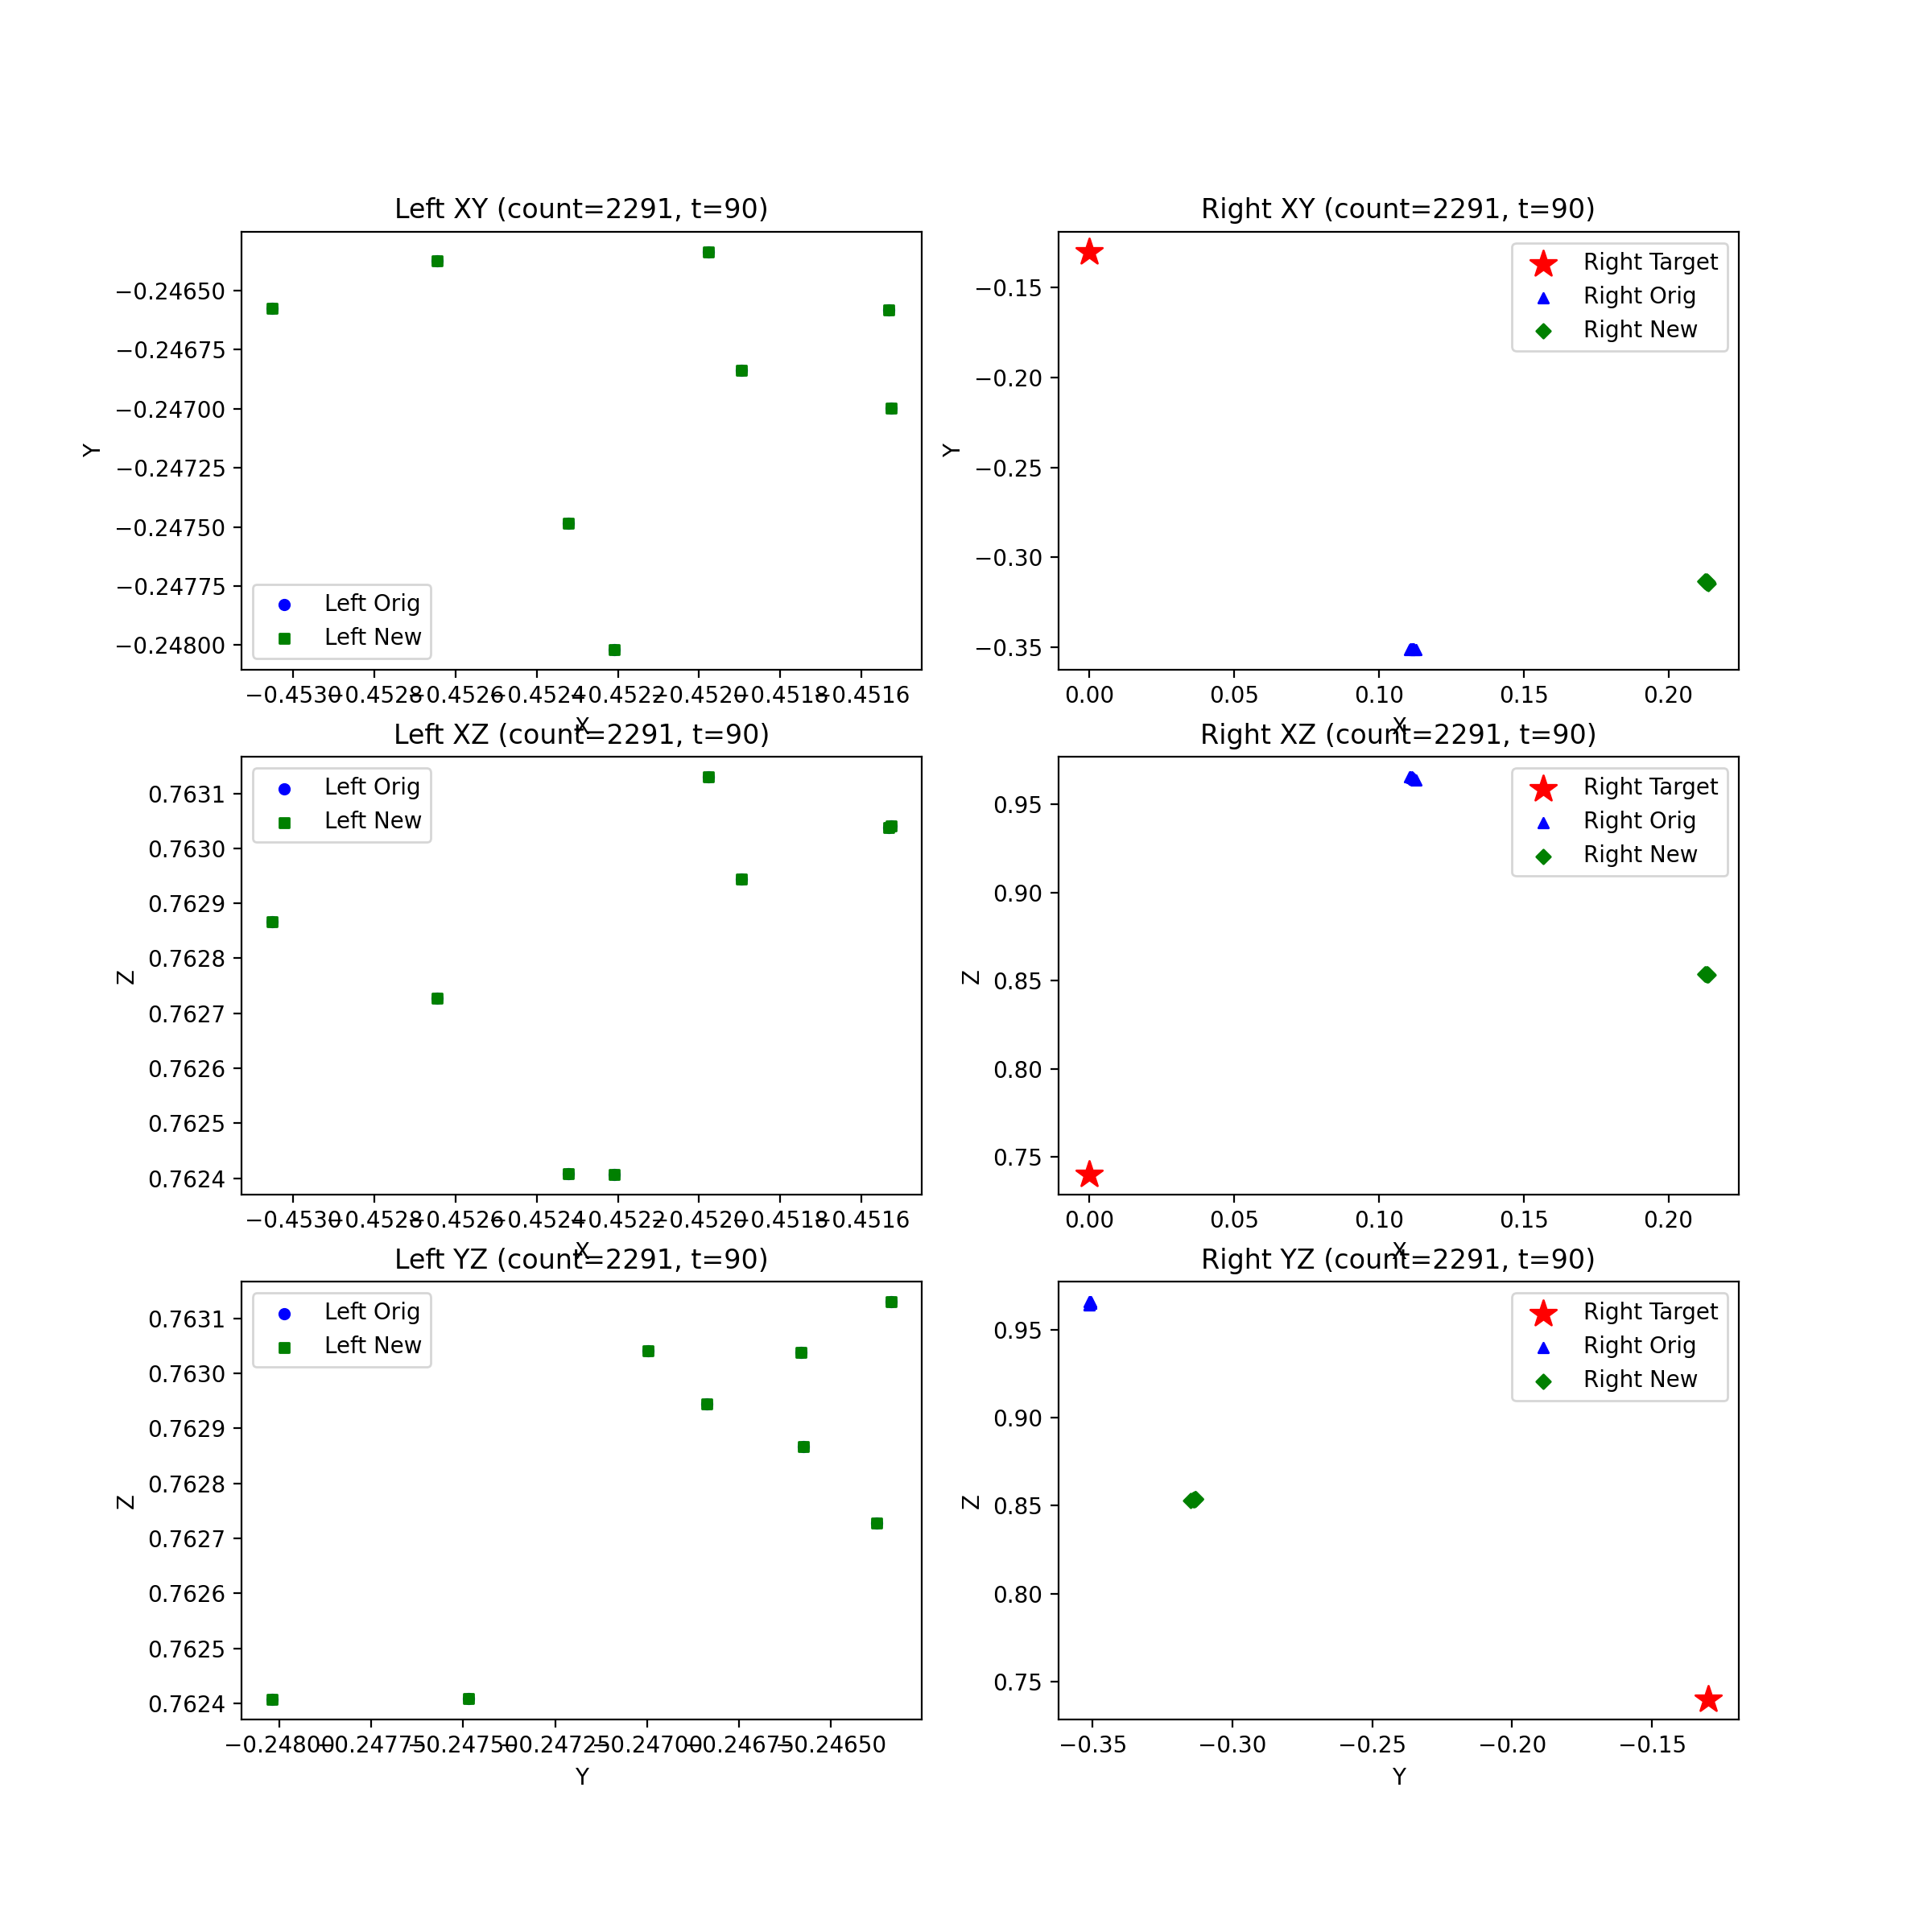 Left XY (count=2291, t=90)
Y
−0.24650
−0.24675
−0.24700
−0.24725
−0.24750
−0.24775
−0.24800
Left Orig
Left New
−0.4530 −0.4528 −0.4526 −0.4524 −0.4522 −0.4520 −0.4518 −0.4516
X
Right XY (count=2291, t=90)
Y
−0.15
−0.20
−0.25
−0.30
−0.35
Right Target
Right Orig
Right New
0.00 0.05 0.10 0.15 0.20
X
Left XZ (count=2291, t=90)
Z
0.7631
0.7630
0.7629
0.7628
0.7627
0.7626
0.7625
0.7624
Left Orig
Left New
−0.4530 −0.4528 −0.4526 −0.4524 −0.4522 −0.4520 −0.4518 −0.4516
X
Right XZ (count=2291, t=90)
Z
0.95
0.90
0.85
0.80
0.75
Right Target
Right Orig
Right New
0.00 0.05 0.10 0.15 0.20
X
Left YZ (count=2291, t=90)
Z
0.7631
0.7630
0.7629
0.7628
0.7627
0.7626
0.7625
0.7624
Left Orig
Left New
−0.24800 −0.24775 −0.24750 −0.24725 −0.24700 −0.24675 −0.24650
Y
Right YZ (count=2291, t=90)
Z
0.95
0.90
0.85
0.80
0.75
Right Target
Right Orig
Right New
−0.35 −0.30 −0.25 −0.20 −0.15
Y